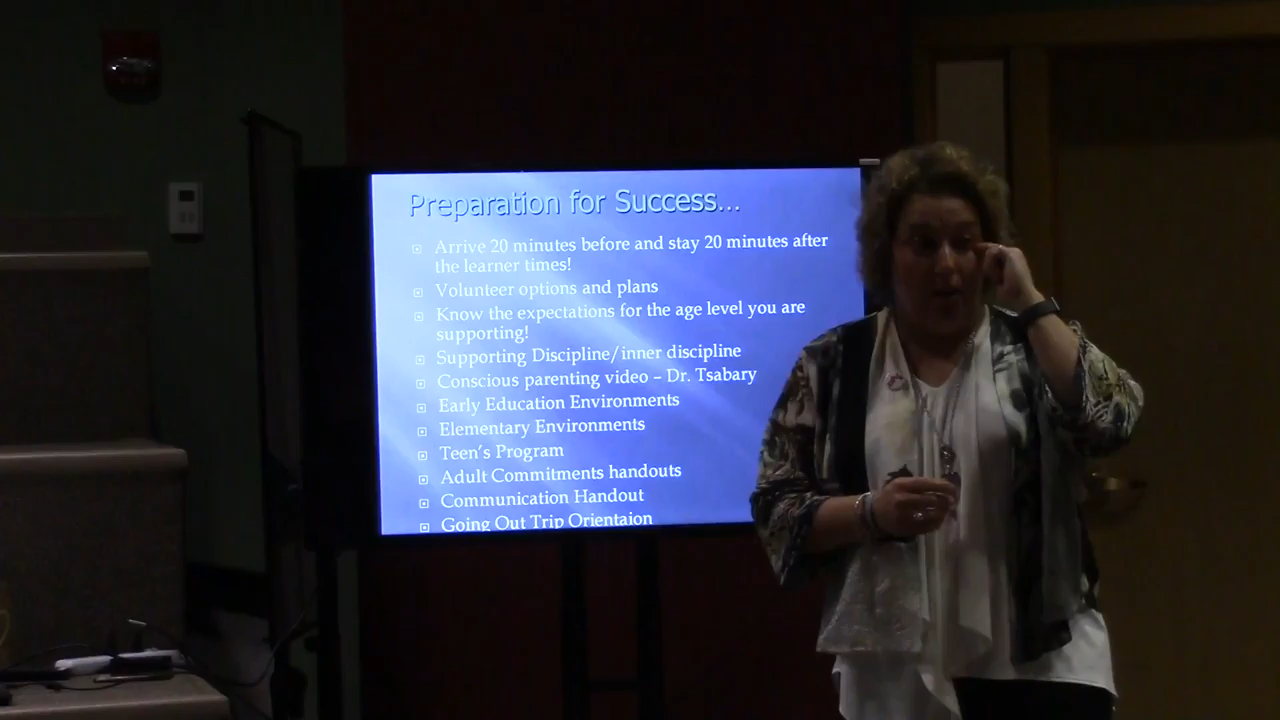 Preparation for Success...
Arrive 20 minutes before and stay 20 minutes after
the learner times!
Volunteer options and plans
Know the expectations for the age level you are
supporting!
Supporting Discipline/inner discipline
Conscious parenting video – Dr. Tsabary
Early Education Environments
Elementary Environments
Teen's Program
Adult Commitments handouts
Communication Handout
Going Out Trip Orientaion